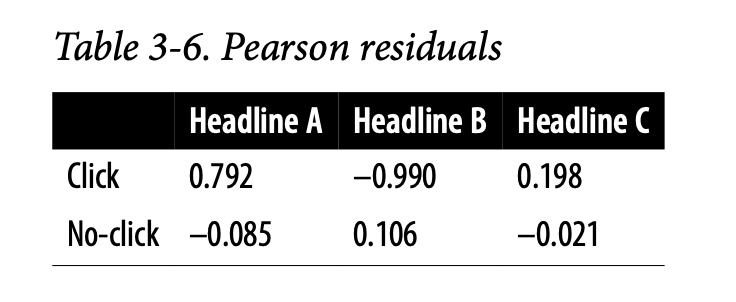 Table 3-6. Pearson residuals
Headline A Headline B Headline C
Click 0.792 –0.990 0.198
No-click –0.085 0.106 –0.021